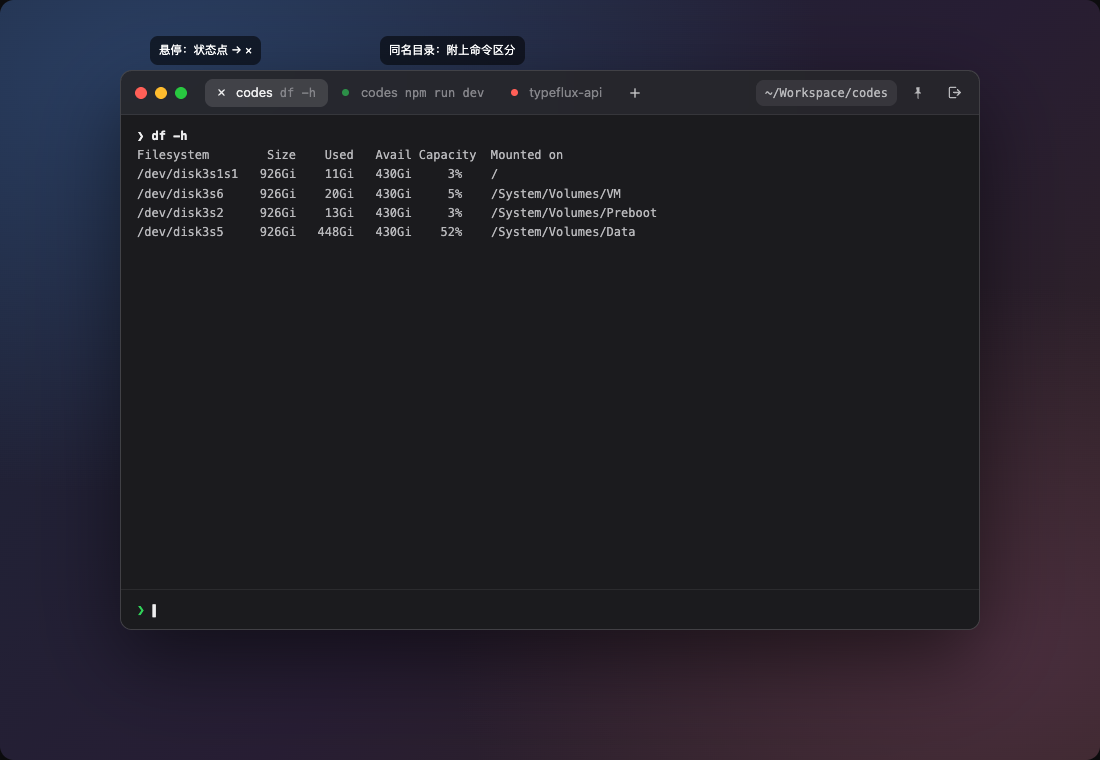 悬停：状态点 → ×
同名目录：附上命令区分
× codes df -h codes npm run dev typeflux-api + ~/Workspace/codes
❯ df -h
Filesystem Size Used Avail Capacity Mounted on
/dev/disk3s1s1 926Gi 11Gi 430Gi 3% /
/dev/disk3s6 926Gi 20Gi 430Gi 5% /System/Volumes/VM
/dev/disk3s2 926Gi 13Gi 430Gi 3% /System/Volumes/Preboot
/dev/disk3s5 926Gi 448Gi 430Gi 52% /System/Volumes/Data
❯